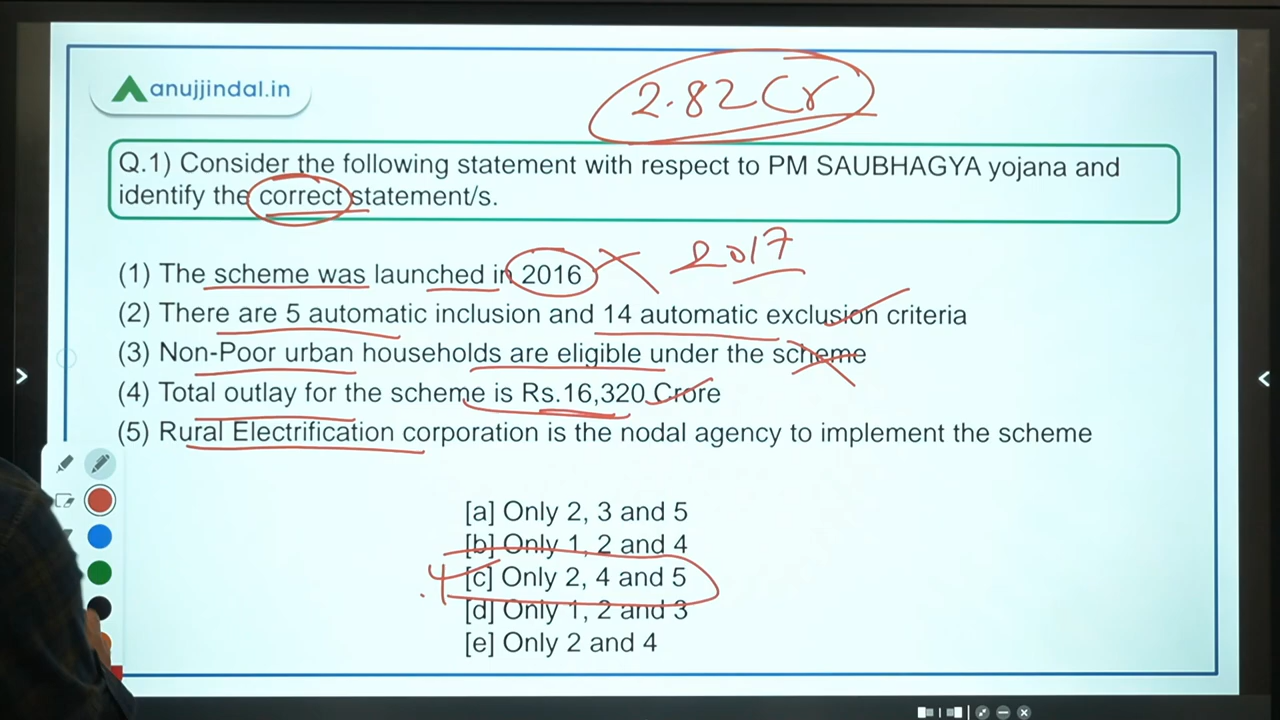 anujjindal.in
2.82 Cr
Q.1) Consider the following statement with respect to PM SAUBHAGYA yojana and
identify the correct statement/s.
(1) The scheme was launched in 2016
2017
(2) There are 5 automatic inclusion and 14 automatic exclusion criteria
(3) Non-Poor urban households are eligible under the scheme
(4) Total outlay for the scheme is Rs.16,320 Crore
(5) Rural Electrification corporation is the nodal agency to implement the scheme
[a] Only 2, 3 and 5
[b] Only 1, 2 and 4
[c] Only 2, 4 and 5
[d] Only 1, 2 and 3
[e] Only 2 and 4